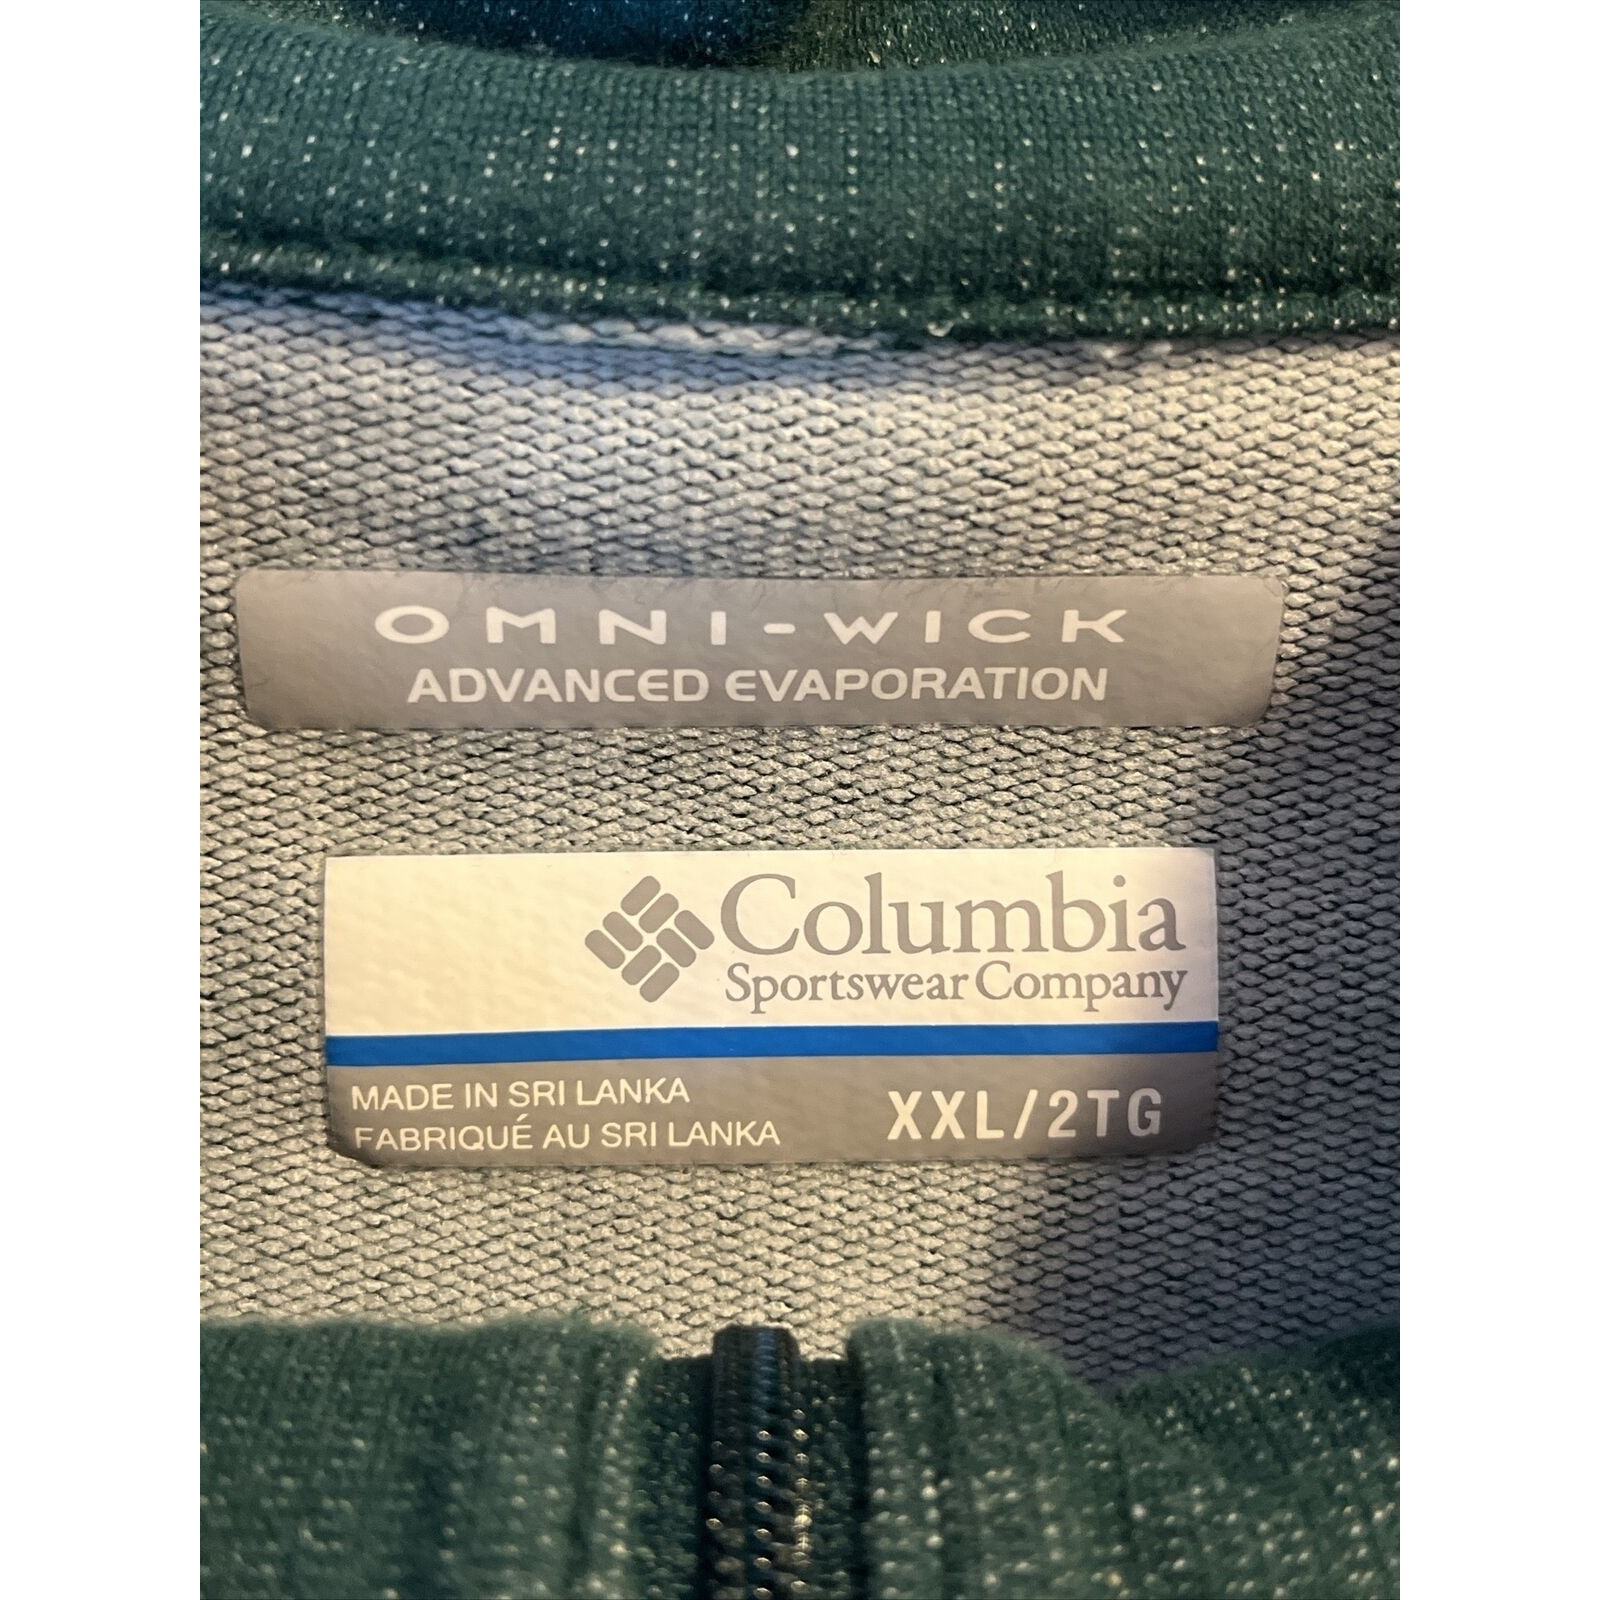 OMNI-WICK
ADVANCED EVAPORATION
Columbia
Sportswear Company
MADE IN SRI LANKA
FABRIQUÉ AU SRI LANKA
XXL/2TG